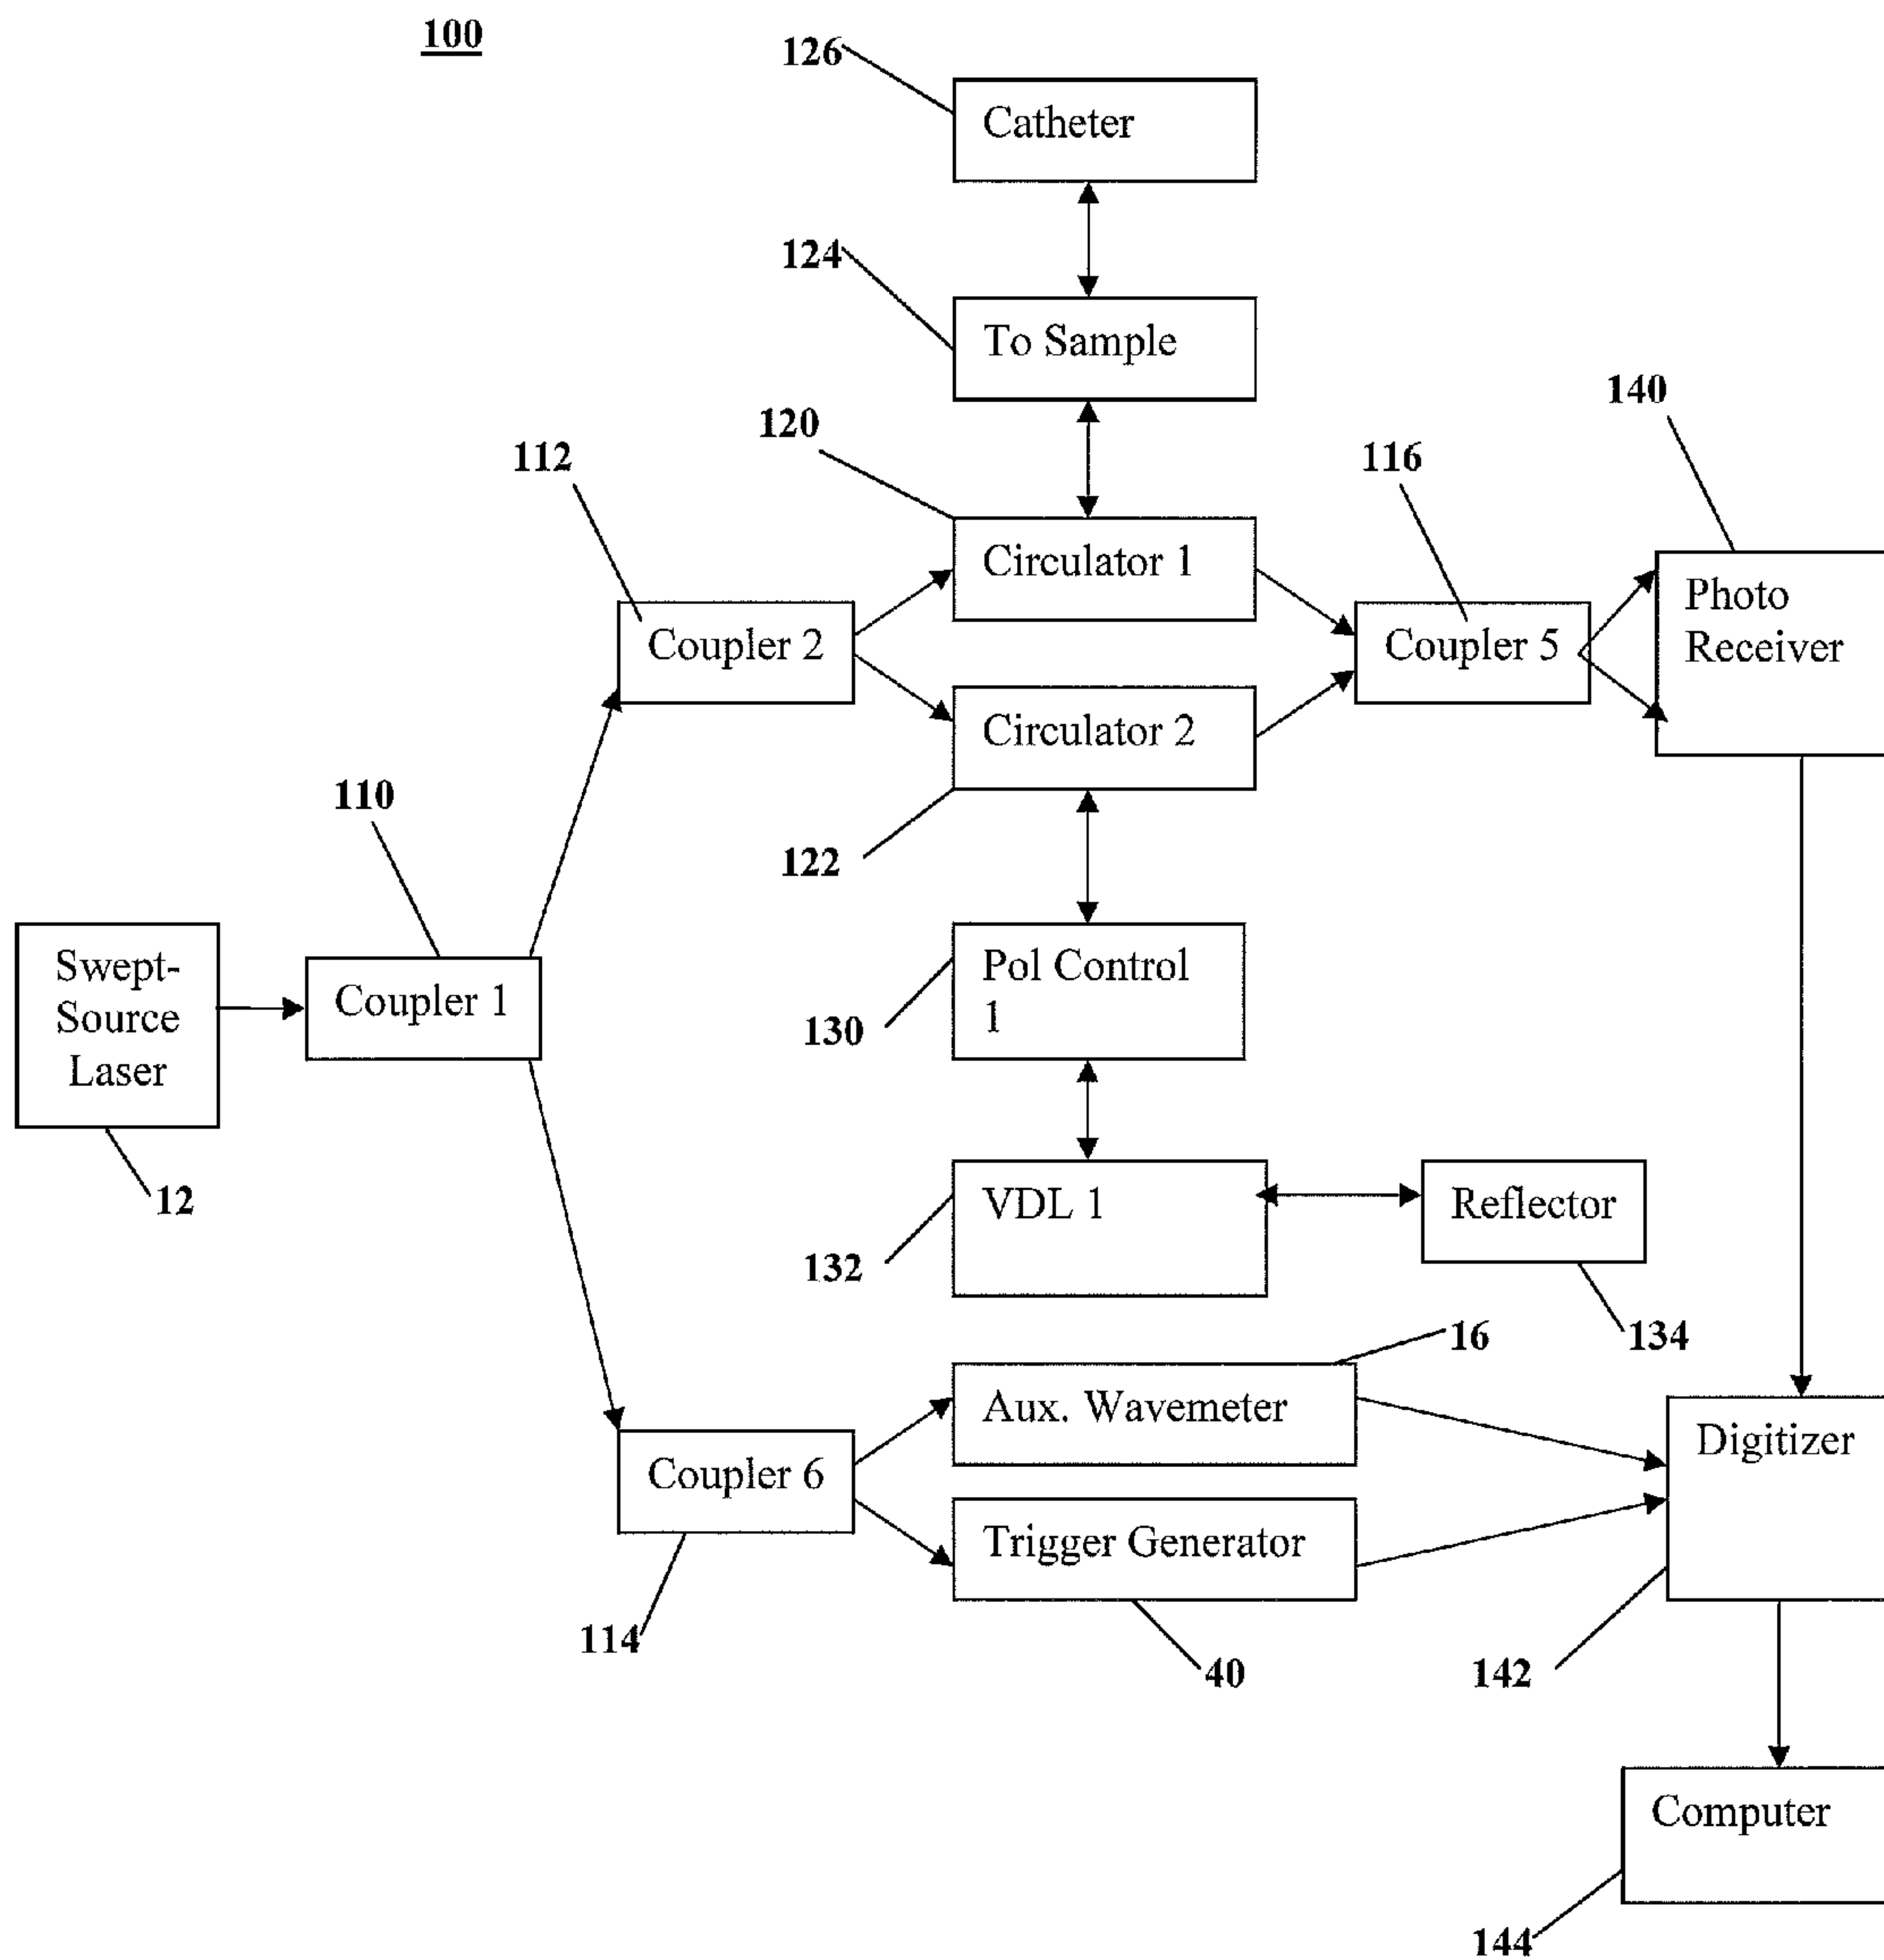 100
126
Catheter
124
To Sample
140
120
112
116
Circulator 1
Photo
Receiver
Coupler 2
Coupler 5
Circulator 2
110
122
Swept-
Source
Laser
Coupler 1
Pol Control
1
130
12
VDL 1
Reflector
132
134
16
Aux. Wavemeter
Digitizer
Coupler 6
Trigger Generator
114
40
142
Computer
144